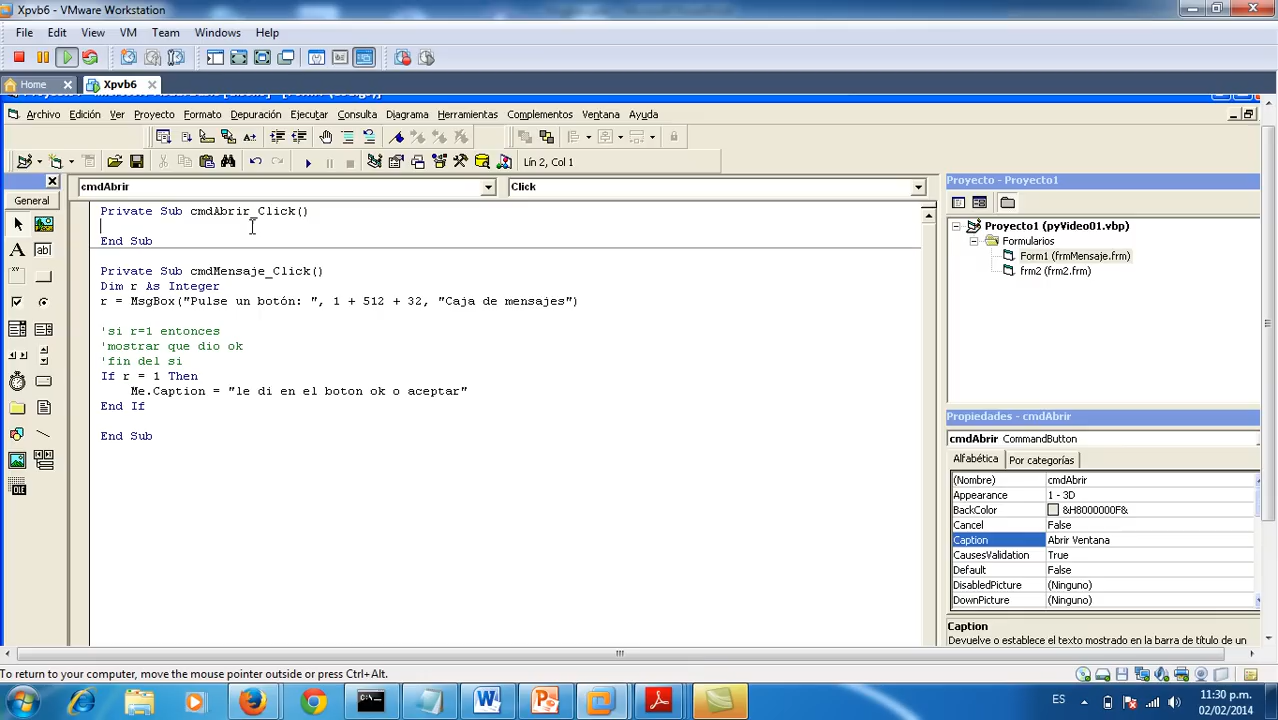 Xpvb6 - VMware Workstation
File Edit View VM Team Windows Help
Home Xpvb6
Archivo Edición Ver Proyecto Formato Depuración Ejecutar Consulta Diagrama Herramientas Complementos Ventana Ayuda
Lín 2, Col 1
General
cmdAbrir Click
Private Sub cmdAbrir_Click()
End Sub
Private Sub cmdMensaje_Click()
Dim r As Integer
r = MsgBox("Pulse un botón: ", 1 + 512 + 32, "Caja de mensajes")
'si r=1 entonces
'mostrar que dio ok
'fin del si
If r = 1 Then
Me.Caption = "le di en el boton ok o aceptar"
End If
End Sub
Proyecto - Proyecto1
Proyecto1 (pyVideo01.vbp)
Formularios
Form1 (frmMensaje.frm)
frm2 (frm2.frm)
Propiedades - cmdAbrir
cmdAbrir CommandButton
Alfabética Por categorías
(Nombre) cmdAbrir
Appearance 1 - 3D
BackColor &H8000000F&
Cancel False
Caption Abrir Ventana
CausesValidation True
Default False
DisabledPicture (Ninguno)
DownPicture (Ninguno)
Caption
Devuelve o establece el texto mostrado en la barra de título de un
To return to your computer, move the mouse pointer outside or press Ctrl+Alt.
ES 11:30 p.m.
02/02/2014